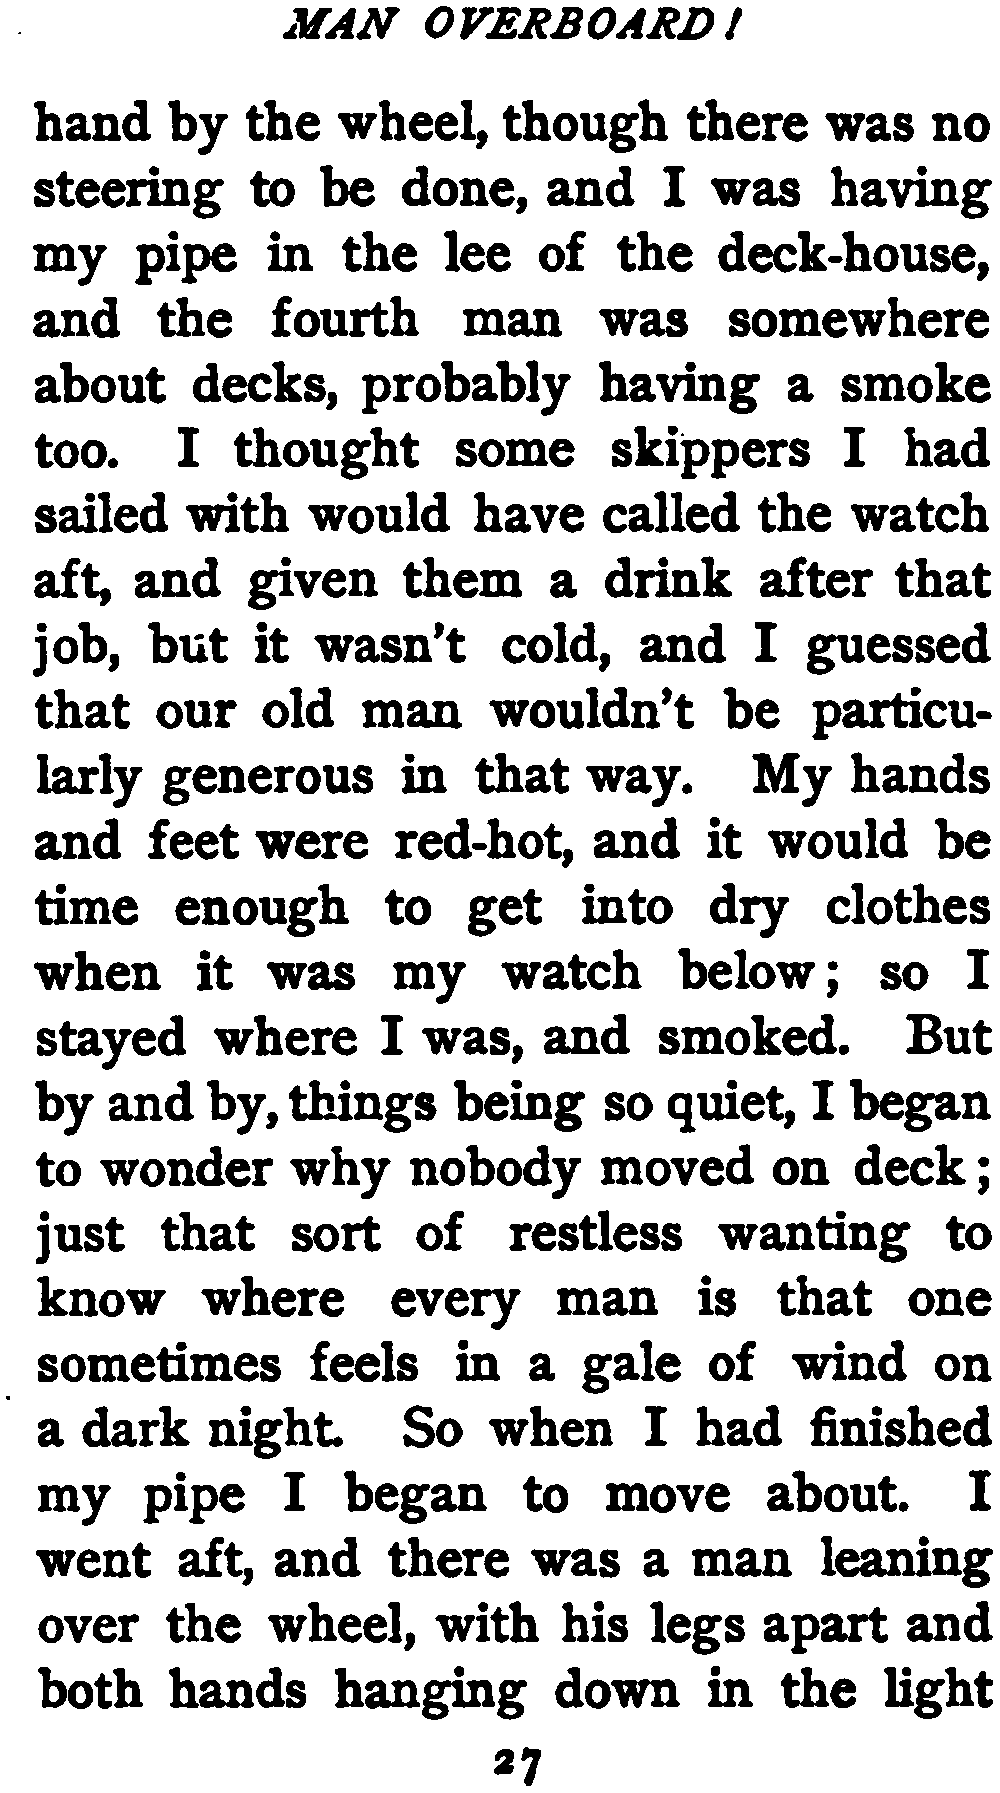 MAN OVERBOARD!
hand by the wheel, though there was no
steering to be done, and I was having
my pipe in the lee of the deck-house,
and the fourth man was somewhere
about decks, probably having a smoke
too. I thought some skippers I had
sailed with would have called the watch
aft, and given them a drink after that
job, but it wasn't cold, and I guessed
that our old man wouldn't be particu-
larly generous in that way. My hands
and feet were red-hot, and it would be
time enough to get into dry clothes
when it was my watch below; so I
stayed where I was, and smoked. But
by and by, things being so quiet, I began
to wonder why nobody moved on deck;
just that sort of restless wanting to
know where every man is that one
sometimes feels in a gale of wind on
a dark night. So when I had finished
my pipe I began to move about. I
went aft, and there was a man leaning
over the wheel, with his legs apart and
both hands hanging down in the light
27